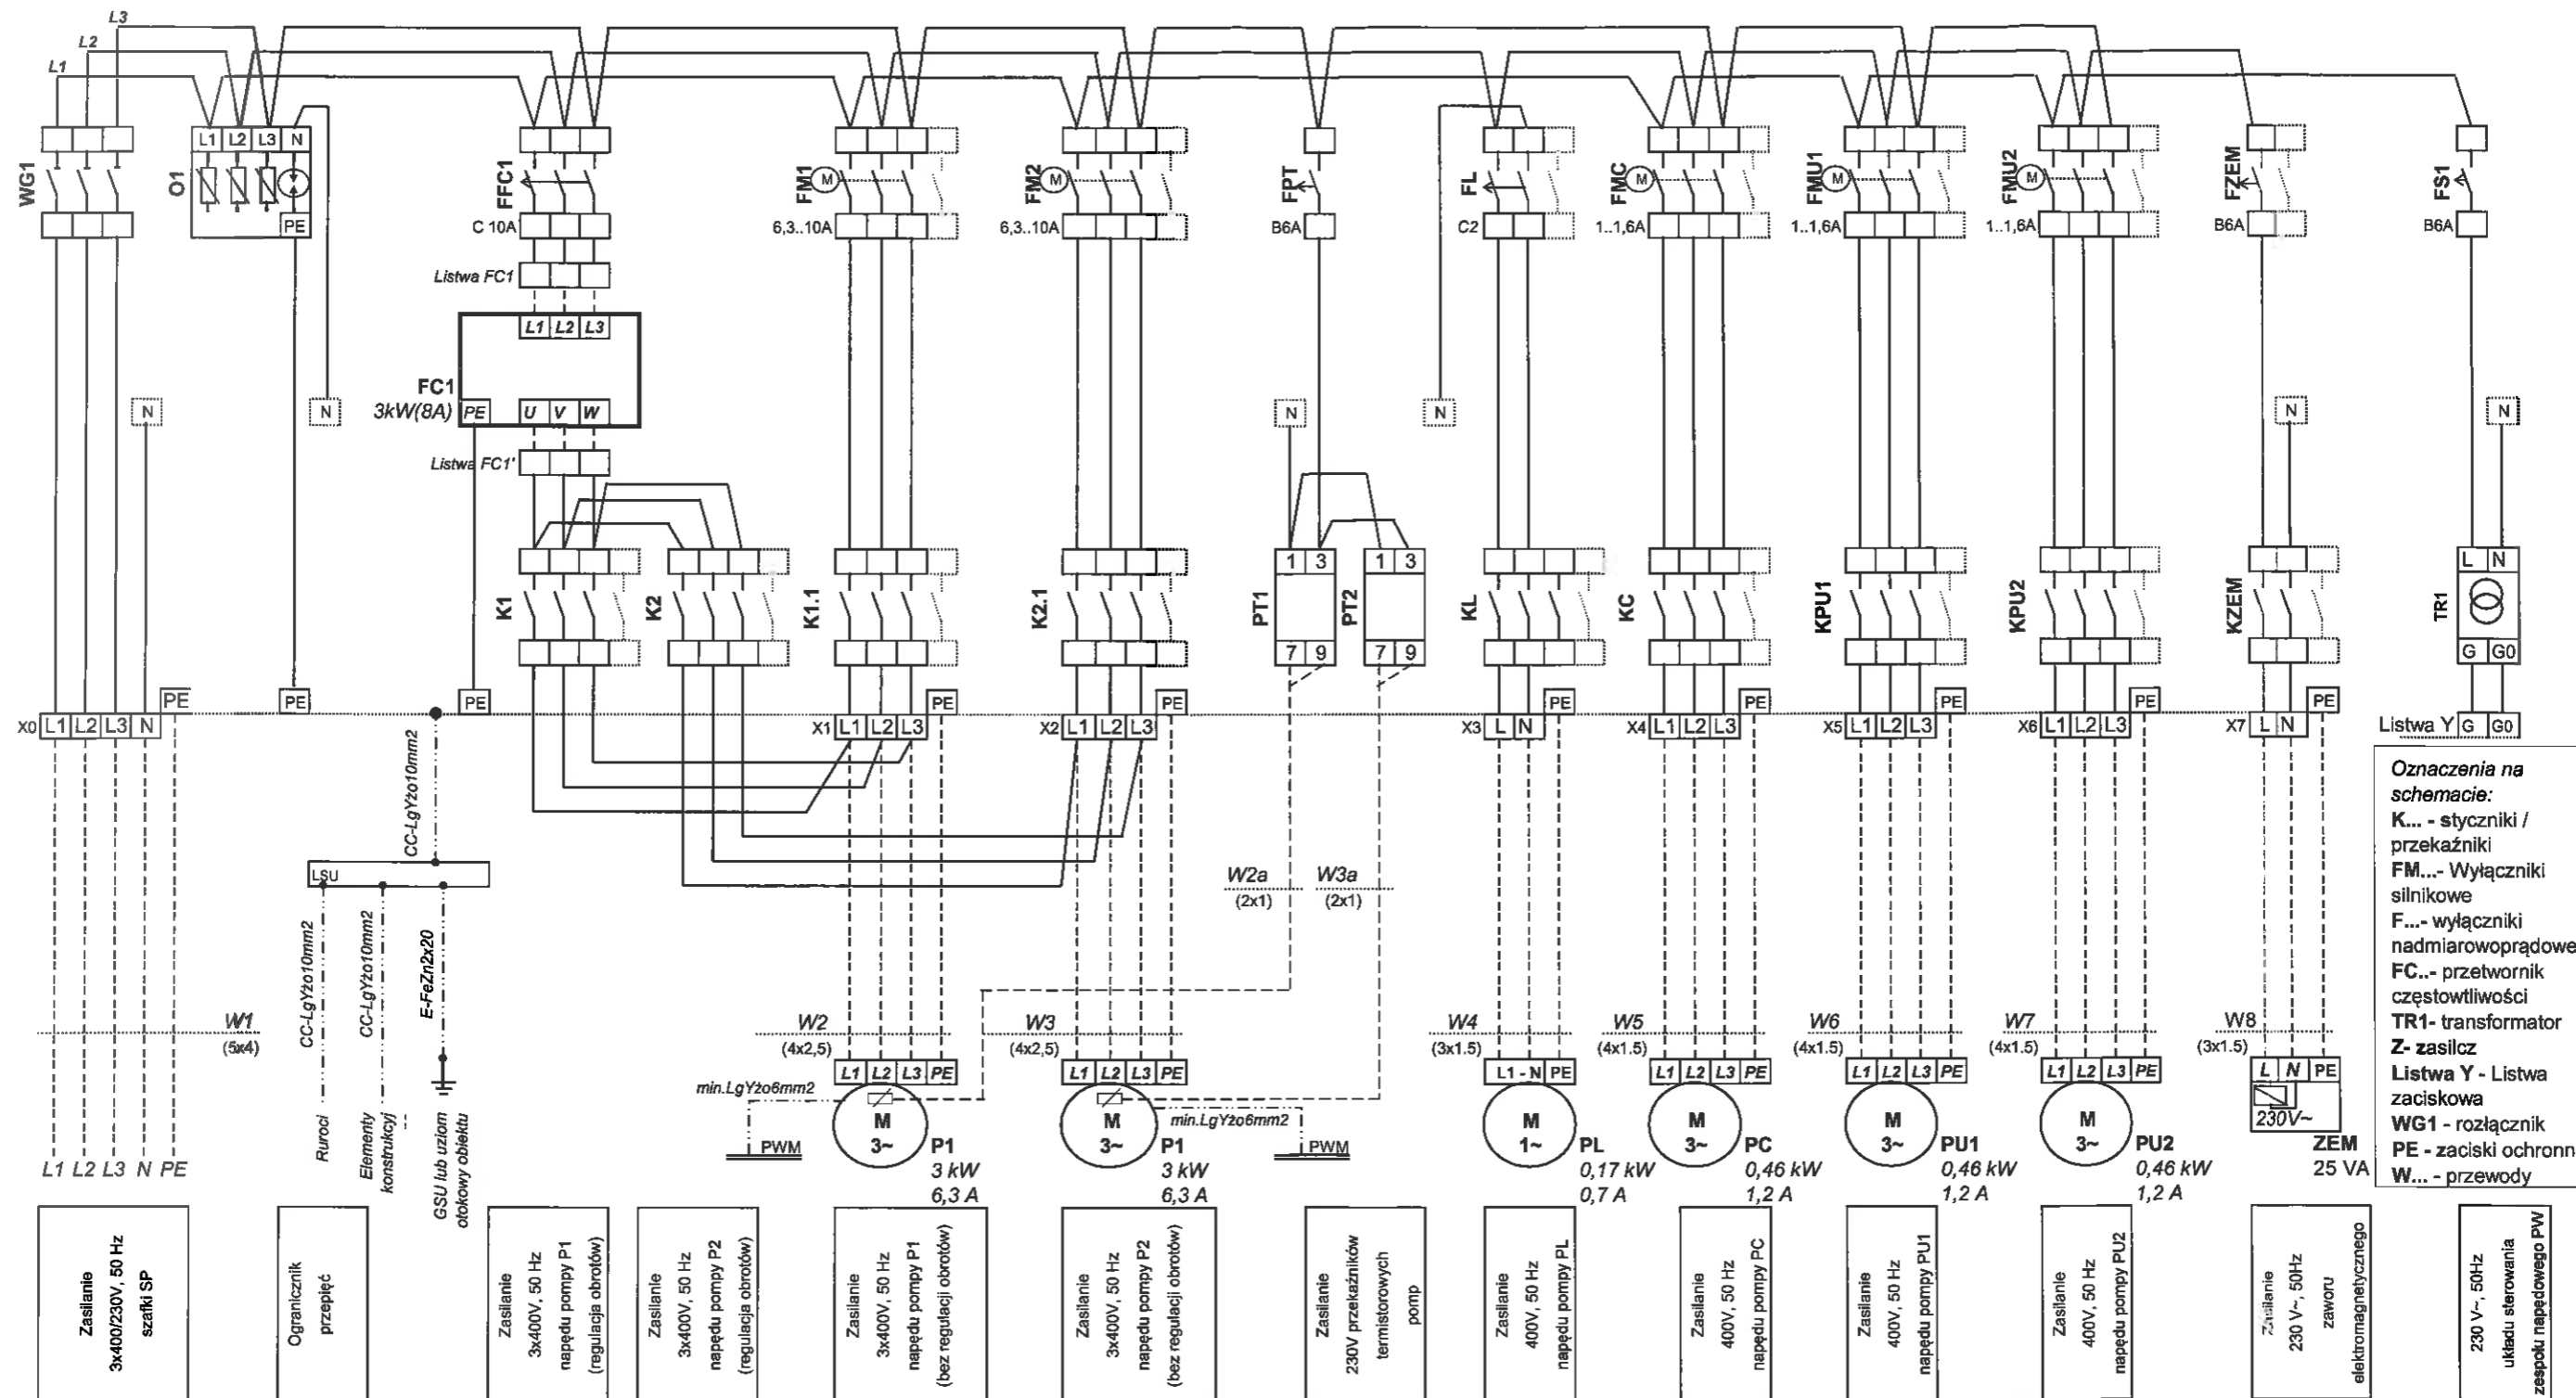 L1
L2
L3
WG1
O1
L1 L2 L3 N
PE
N
N
FFC1
C 10A
Listwa FC1
L1 L2 L3
FC1
3kW(8A)
PE
U V W
Listwa FC1'
K1
K2
FM1
M
6,3..10A
K1.1
FM2
M
6,3..10A
K2.1
FPT
B6A
N
1 3
1 3
PT1
PT2
7 9
7 9
FL
C2
N
KL
FMC
M
1..1,6A
KC
FMU1
M
1..1,6A
KPU1
FMU2
M
1..1,6A
KPU2
FZEM
B6A
N
KZEM
FS1
B6A
N
L N
TR1
G G0
X0 L1 L2 L3 N PE
PE
PE
X1 L1 L2 L3 PE
X2 L1 L2 L3 PE
X3 L N PE
X4 L1 L2 L3 PE
X5 L1 L2 L3 PE
X6 L1 L2 L3 PE
X7 L N PE
Listwa Y G G0
CC-LgYżo10mm2
LSU
CC-LgYżo10mm2
CC-LgYżo10mm2
E-FeZn2x20
Ruroci
Elementy
konstrukcyj
GSU lub uziom
otokowy obiektu
W1
(5x4)
L1 L2 L3 N PE
W2
(4x2,5)
W3
(4x2,5)
W2a
(2x1)
W3a
(2x1)
W4
(3x1.5)
W5
(4x1.5)
W6
(4x1.5)
W7
(4x1.5)
W8
(3x1.5)
min.LgYżo6mm2
PWM
L1 L2 L3 PE
M
3~
P1
3 kW
6,3 A
L1 L2 L3 PE
M
3~
P1
3 kW
6,3 A
min.LgYżo6mm2
PWM
L1 - N PE
M
1~
PL
0,17 kW
0,7 A
L1 L2 L3 PE
M
3~
PC
0,46 kW
1,2 A
L1 L2 L3 PE
M
3~
PU1
0,46 kW
1,2 A
L1 L2 L3 PE
M
3~
PU2
0,46 kW
1,2 A
L N PE
230V~
ZEM
25 VA
Oznaczenia na
schemacie:
K... - styczniki /
przekaźniki
FM...- Wyłączniki
silnikowe
F...- wyłączniki
nadmiarowoprądowe
FC..- przetwornik
częstowtliwości
TR1- transformator
Z- zasilcz
Listwa Y - Listwa
zaciskowa
WG1 - rozłącznik
PE - zaciski ochronn
W... - przewody
Zasilanie
3x400/230V, 50 Hz
szafki SP
Ogranicznik
przepięć
Zasilanie
3x400V, 50 Hz
napędu pompy P1
(regulacja obrotów)
Zasilanie
3x400V, 50 Hz
napędu pompy P2
(regulacja obrotów)
Zasilanie
3x400V, 50 Hz
napędu pompy P1
(bez regulacji obrotów)
Zasilanie
3x400V, 50 Hz
napędu pompy P2
(bez regulacji obrotów)
Zasilanie
230V przekaźników
termistorowych
pomp
Zasilanie
400V, 50 Hz
napędu pompy PL
Zasilanie
400V, 50 Hz
napędu pompy PC
Zasilanie
400V, 50 Hz
napędu pompy PU1
Zasilanie
400V, 50 Hz
napędu pompy PU2
Zasilanie
230 V~, 50Hz
zaworu
elektromagnetycznego
230 V~, 50Hz
układu sterowania
zespołu napędowego PW